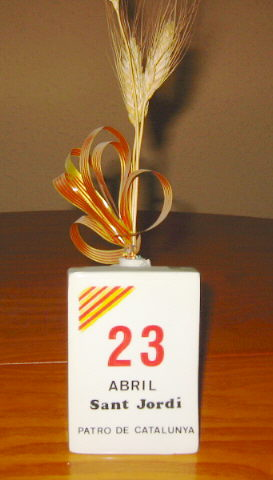 23
ABRIL
Sant Jordi
PATRO DE CATALUNYA